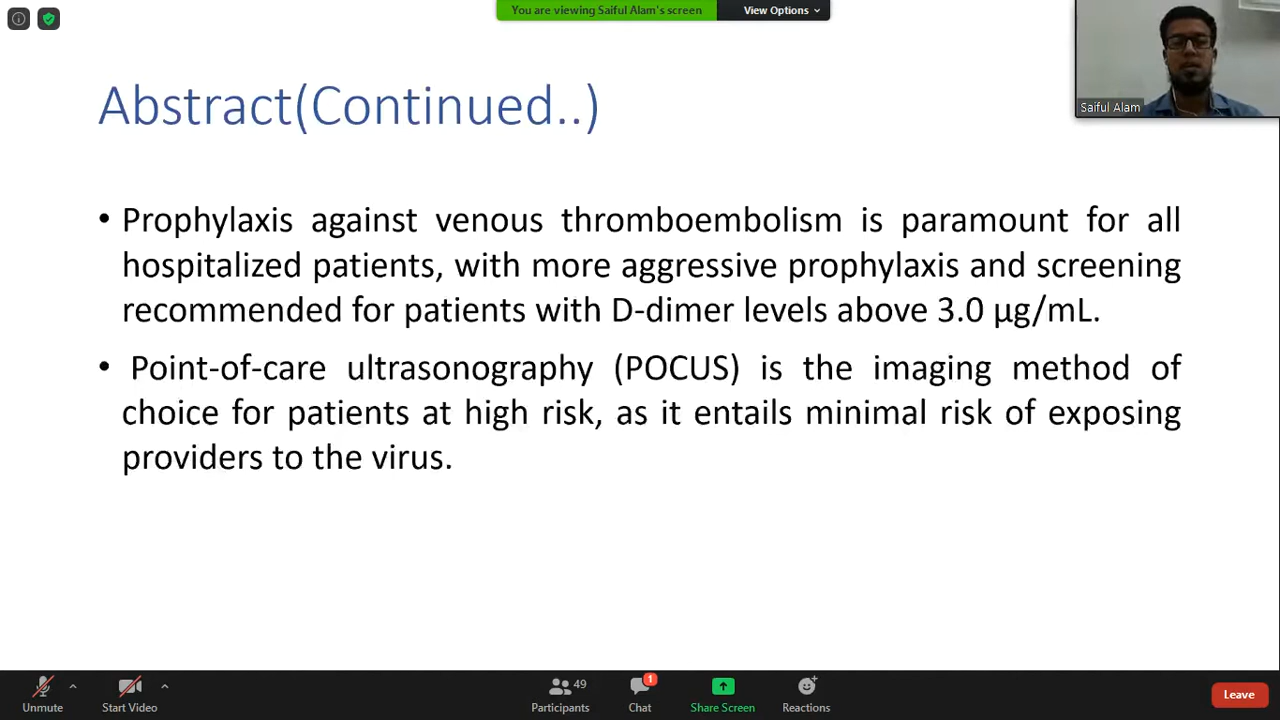 You are viewing Saiful Alam's screen
View Options
Saiful Alam
Abstract(Continued..)
• Prophylaxis against venous thromboembolism is paramount for all
hospitalized patients, with more aggressive prophylaxis and screening
recommended for patients with D-dimer levels above 3.0 µg/mL.
• Point-of-care ultrasonography (POCUS) is the imaging method of
choice for patients at high risk, as it entails minimal risk of exposing
providers to the virus.
Unmute
Start Video
49
Participants
1
Chat
Share Screen
Reactions
Leave